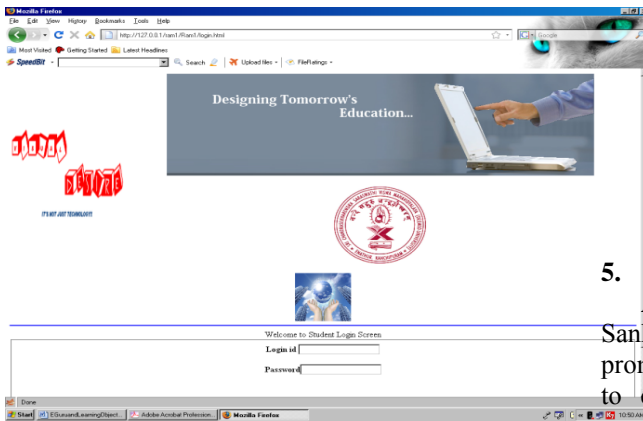 Mozilla Firefox
File Edit View History Bookmarks Tools Help
http://127.0.0.1/ram1/Ram1/login.html
Google
Most Visited Getting Started Latest Headlines
SpeedBit Search Upload files FileRatings
Designing Tomorrow's
Education...
DESIRE
IT'S NOT JUST TECHNOLOGY!
5.
San
pron
to
Welcome to Student Login Screen
Login id
Password
Done
Start EGuruandLearningObject... Adobe Acrobat Profession... Mozilla Firefox 10:50 AM